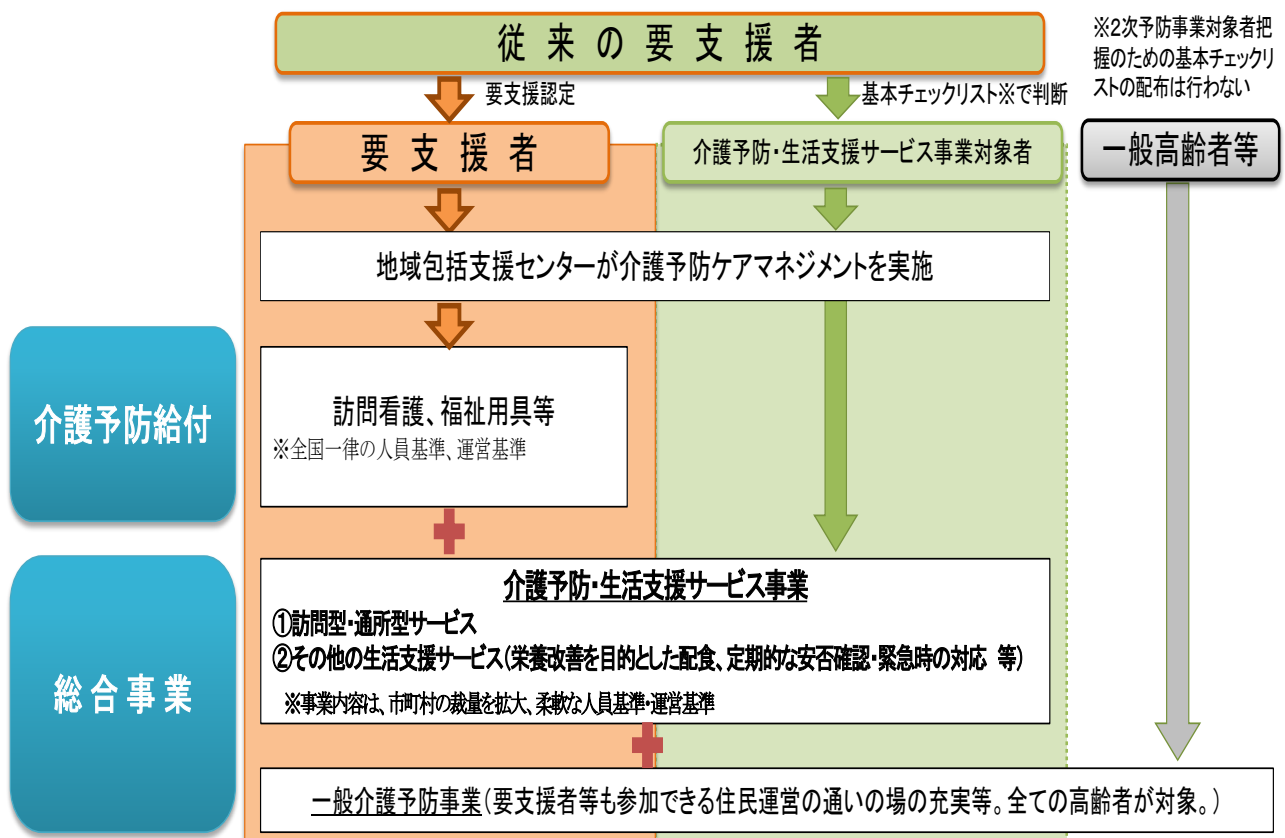 従来の要支援者
※2次予防事業対象者把
握のための基本チェックリ
ストの配布は行わない
要支援認定
基本チェックリスト※で判断
要支援者
介護予防・生活支援サービス事業対象者
一般高齢者等
地域包括支援センターが介護予防ケアマネジメントを実施
介護予防給付
訪問看護、福祉用具等
※全国一律の人員基準、運営基準
総合事業
介護予防・生活支援サービス事業
①訪問型・通所型サービス
②その他の生活支援サービス(栄養改善を目的とした配食、定期的な安否確認・緊急時の対応 等)
※事業内容は、市町村の裁量を拡大、柔軟な人員基準・運営基準
一般介護予防事業(要支援者等も参加できる住民運営の通いの場の充実等。全ての高齢者が対象。)